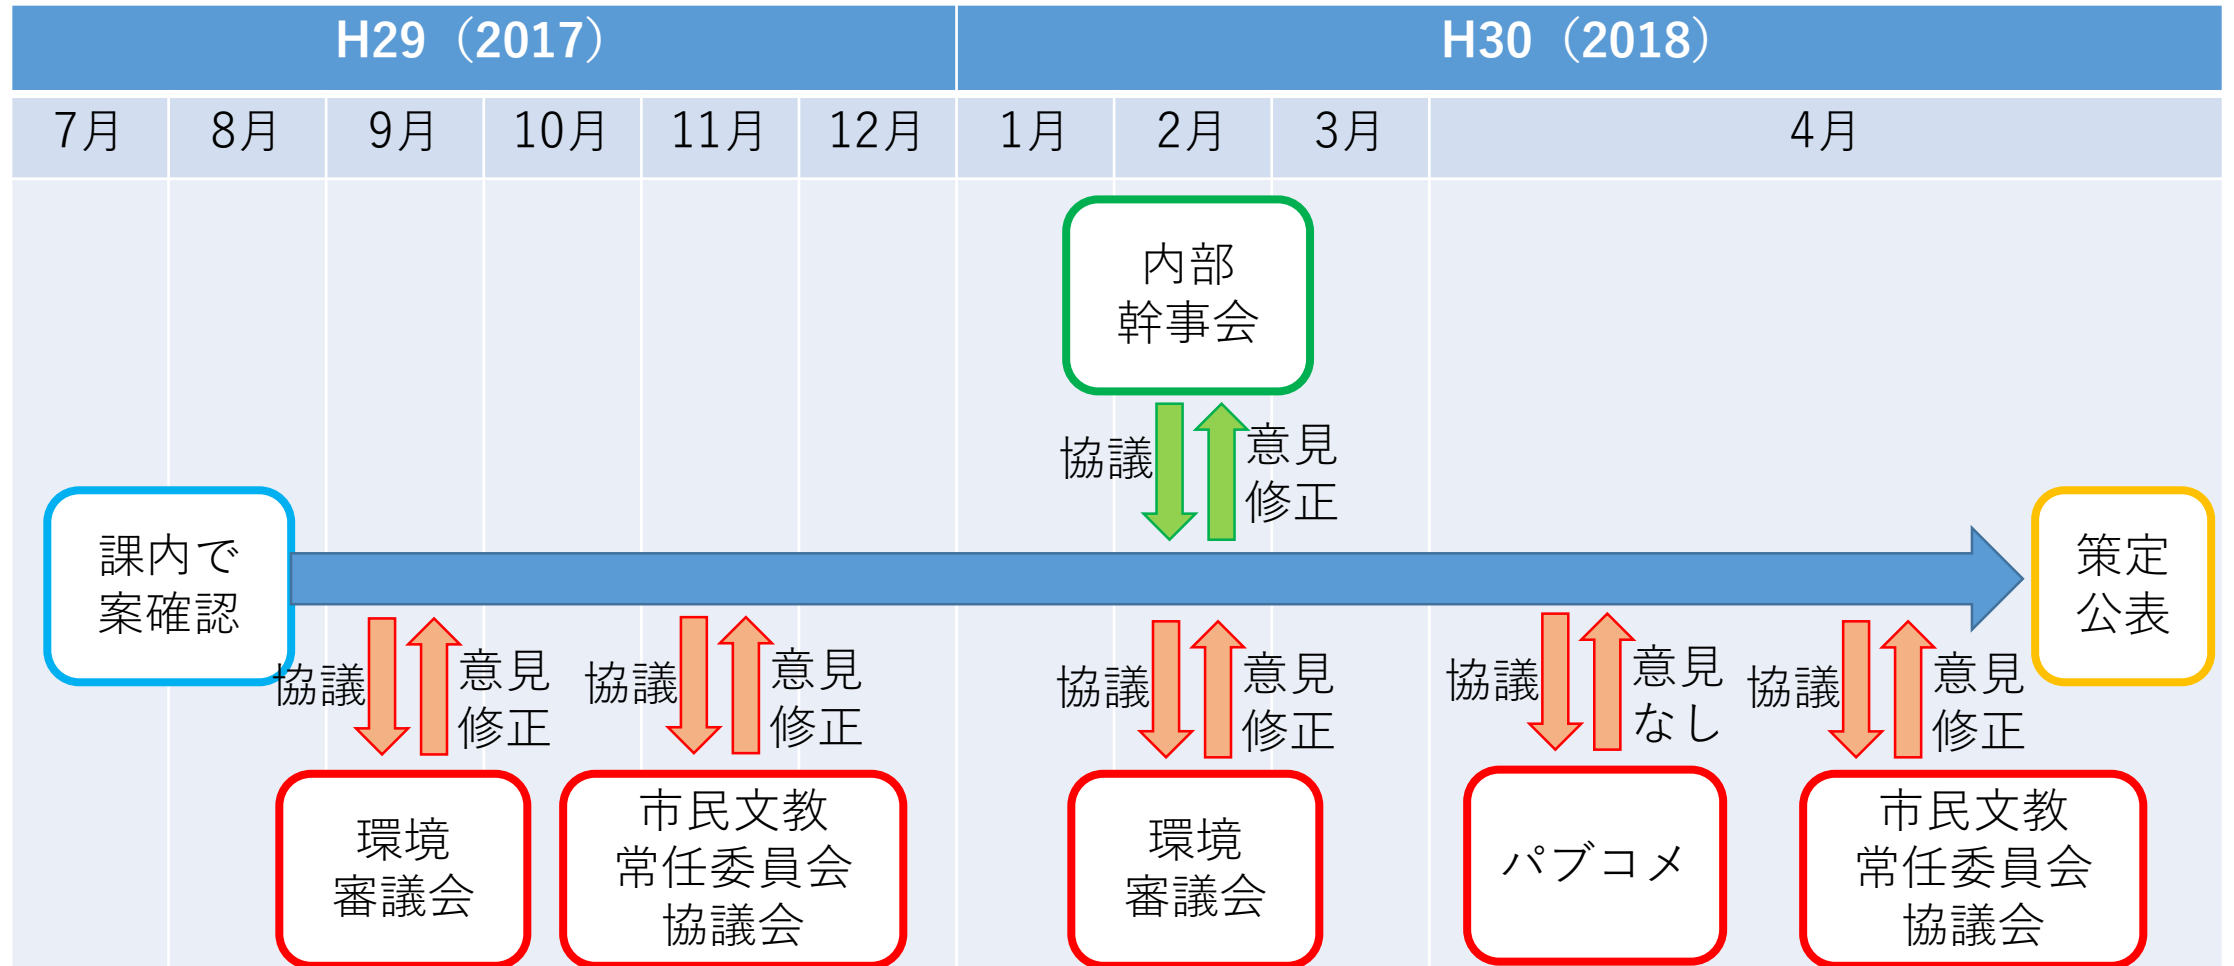 H29（2017）
H30（2018）
7月
8月
9月
10月
11月
12月
1月
2月
3月
4月
内部
幹事会
協議
意見
修正
課内で
案確認
策定
公表
協議
意見
修正
協議
意見
修正
協議
意見
修正
協議
意見
なし
協議
意見
修正
環境
審議会
市民文教
常任委員会
協議会
環境
審議会
パブコメ
市民文教
常任委員会
協議会